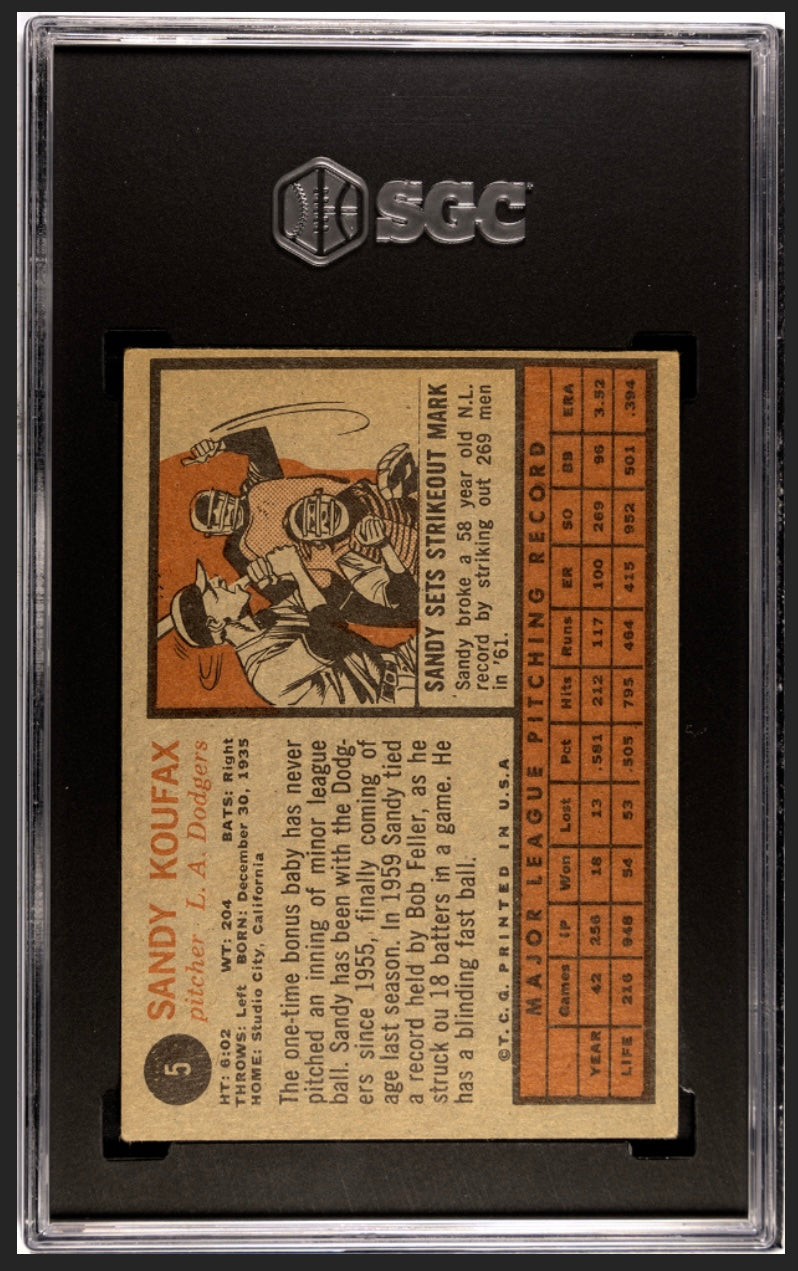 SGC
5
SANDY KOUFAX
pitcher · L. A. Dodgers
HT: 6:02 WT: 204 BATS: Right
THROWS: Left BORN: December 30, 1935
HOME: Studio City, California
The one-time bonus baby has never
pitched an inning of minor league
ball. Sandy has been with the Dodg-
ers since 1955, finally coming of
age last season. In 1959 Sandy tied
a record held by Bob Feller, as he
struck ou 18 batters in a game. He
has a blinding fast ball.
©T.C.G. PRINTED IN U.S.A
SANDY SETS STRIKEOUT MARK
Sandy broke a 58 year old N.L.
record by striking out 269 men
in '61.
MAJOR LEAGUE PITCHING RECORD
Games IP Won Lost Pct Hits Runs ER SO BB ERA
YEAR 42 256 18 13 .581 212 117 100 269 96 3.52
LIFE 216 948 54 53 .505 795 464 415 952 501 .394